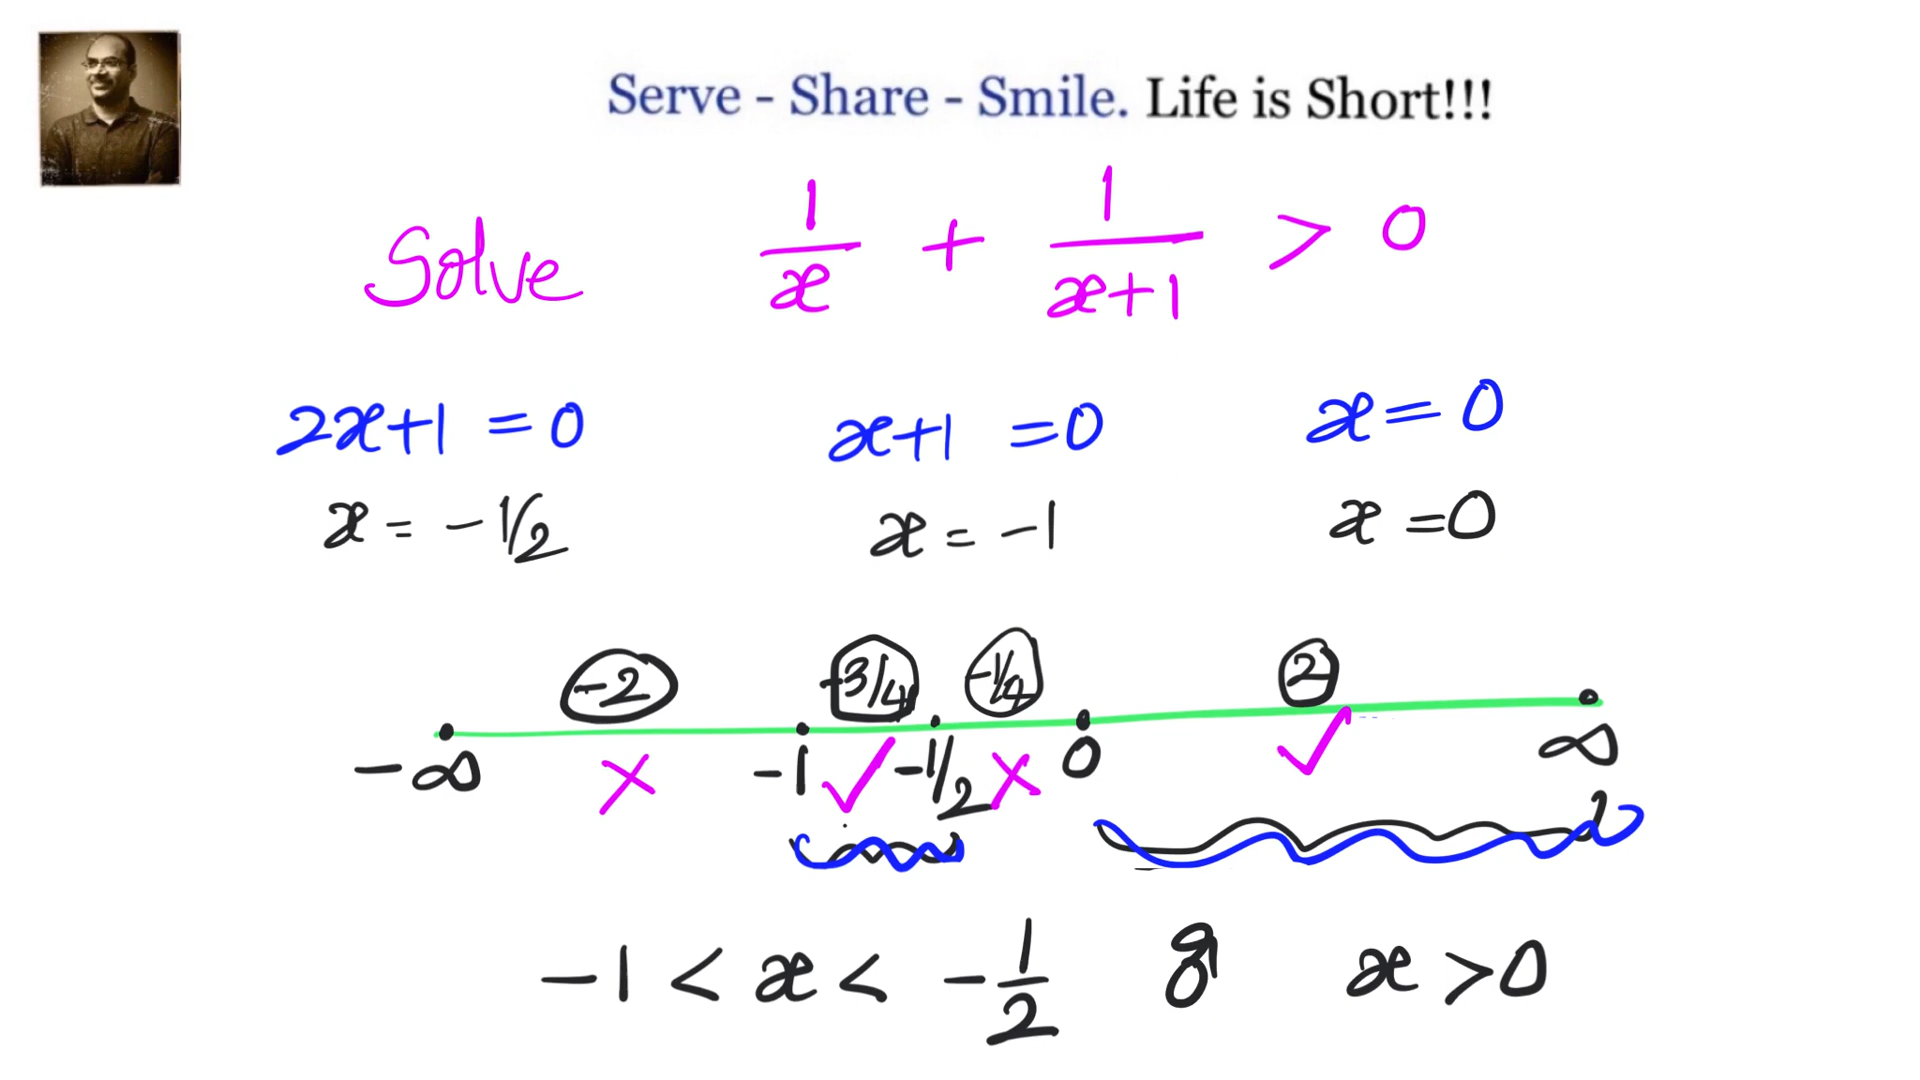 Serve - Share - Smile. Life is Short!!!
Solve 1/x + 1/(x+1) > 0
2x+1 = 0 x+1 = 0 x = 0
x = -1/2 x = -1 x = 0
-2 -3/4 -1/4 2
-∞ -1 -1/2 0 ∞
-1 < x < -1/2 & x > 0